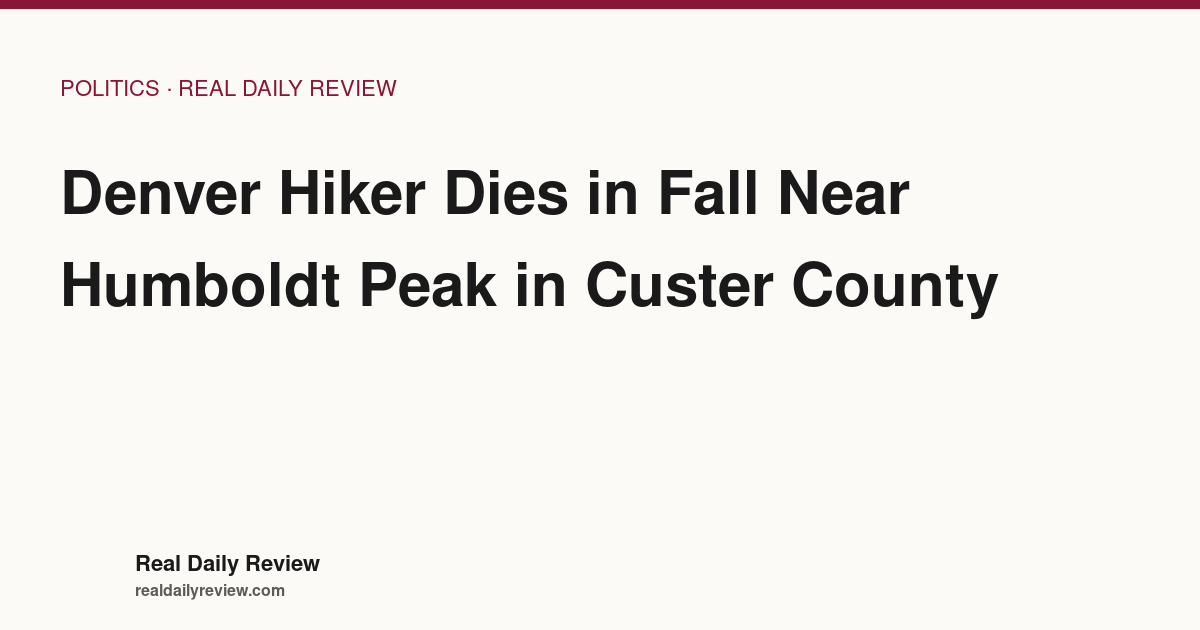 POLITICS · REAL DAILY REVIEW
Denver Hiker Dies in Fall Near
Humboldt Peak in Custer County
Real Daily Review
realdailyreview.com